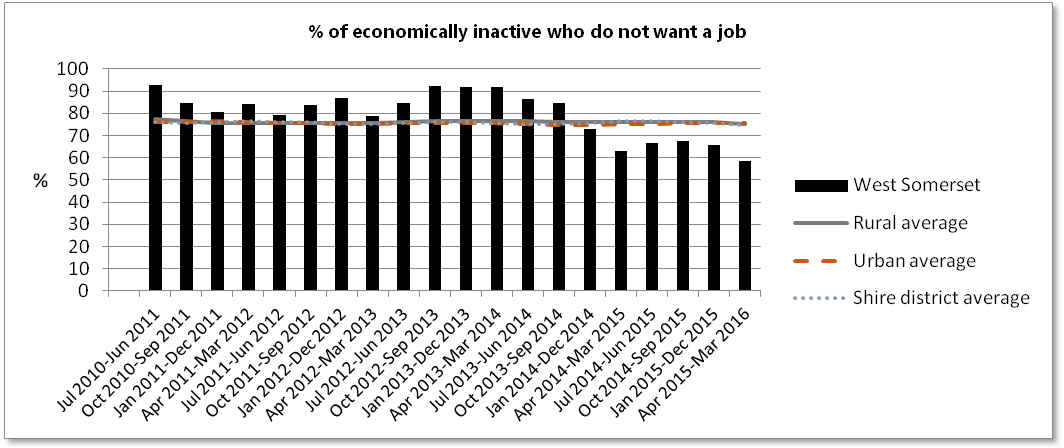 % of economically inactive who do not want a job
100
90
80
70
60
50
40
30
20
10
0
%
Jul 2010-Jun 2011
Oct 2010-Sep 2011
Jan 2011-Dec 2011
Apr 2011-Mar 2012
Jul 2011-Jun 2012
Oct 2011-Sep 2012
Jan 2012-Dec 2012
Apr 2012-Mar 2013
Jul 2012-Jun 2013
Oct 2012-Sep 2013
Jan 2013-Dec 2013
Apr 2013-Mar 2014
Jul 2013-Jun 2014
Oct 2013-Sep 2014
Jan 2014-Dec 2014
Apr 2014-Mar 2015
Jul 2014-Jun 2015
Oct 2014-Sep 2015
Jan 2015-Dec 2015
Apr 2015-Mar 2016
West Somerset
Rural average
Urban average
Shire district average